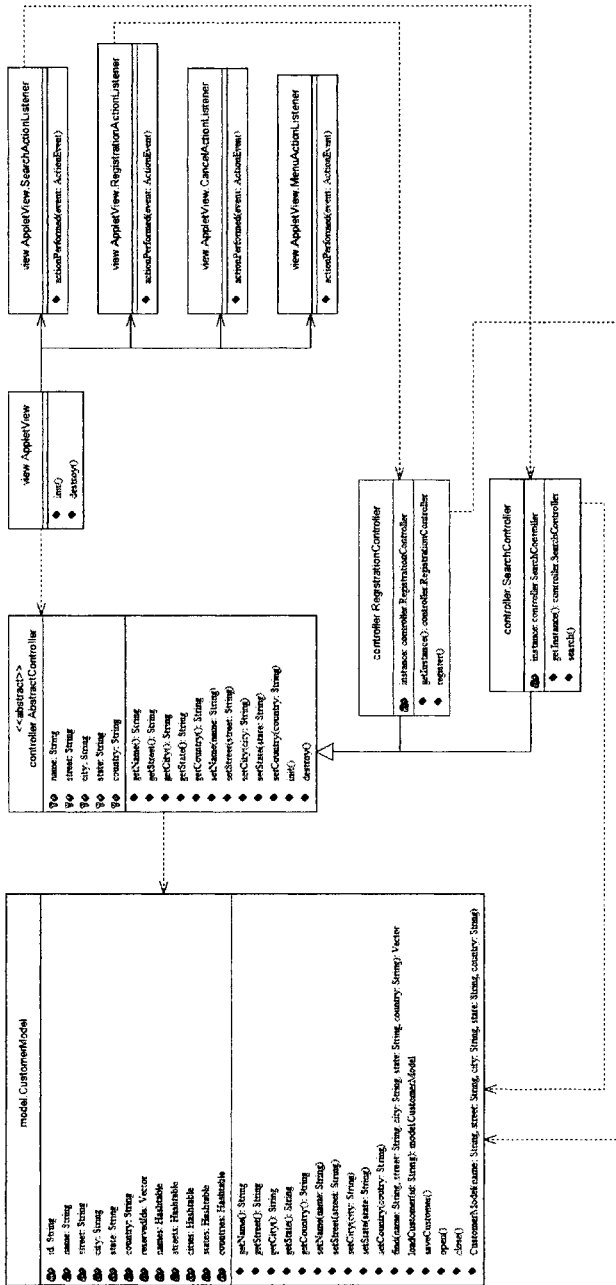 model.CustomerModel
id: String
name: String
street: String
city: String
state: String
country: String
reservedIds: Vector
names: Hashtable
streets: Hashtable
cities: Hashtable
states: Hashtable
countries: Hashtable
getName(): String
getStreet(): String
getCity(): String
getState(): String
getCountry(): String
setName(name: String)
setStreet(street: String)
setCity(city: String)
setState(state: String)
setCountry(coutry: String)
find(name: String, street: String, city: String, state: String, country: String): Vector
loadCustomer(id: String): model.CustomerModel
saveCustomer()
open()
close()
CustomerModel(name: String, street: String, city: String, state: String, country: String)
<<abstract>>
controller.AbstractController
name: String
street: String
city: String
state: String
country: String
getName(): String
getStreet(): String
getCity(): String
getState(): String
getCountry(): String
setName(name: String)
setStreet(street: String)
setCity(city: String)
setState(state: String)
setCountry(country: String)
init()
destroy()
view.AppletView
init()
destroy()
view.AppletView.SearchActionListener
actionPerformed(event: ActionEvent)
view.AppletView.RegistrationActionListener
actionPerformed(event: ActionEvent)
view.AppletView.CancelActionListener
actionPerformed(event: ActionEvent)
view.AppletView.MenuActionListener
actionPerformed(event: ActionEvent)
controller.RegistrationController
instance: controller.RegistrationController
getInstance(): controller.RegistrationController
register()
controller.SearchController
instance: controller.SearchController
getInstance(): controller.SearchController
search()